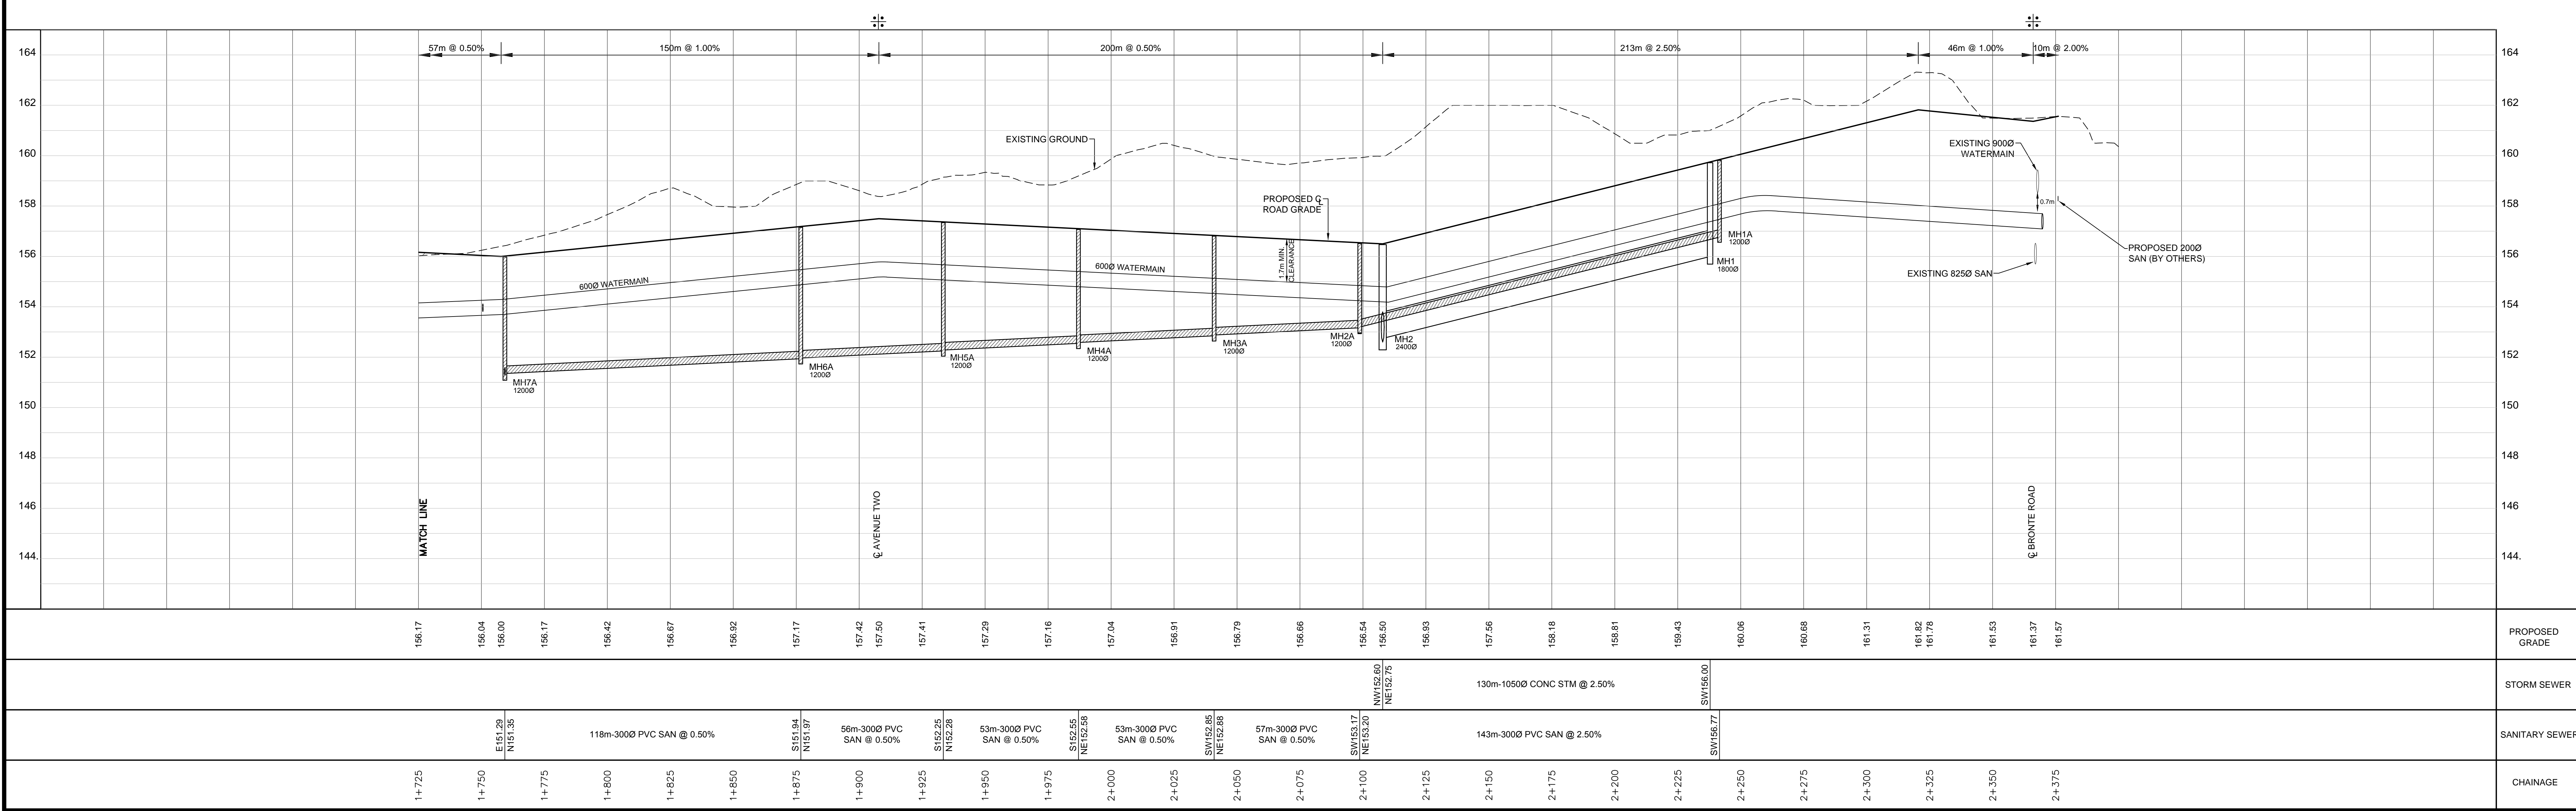 57m @ 0.50%
150m @ 1.00%
200m @ 0.50%
213m @ 2.50%
46m @ 1.00%
10m @ 2.00%
164
164
162
162
160
160
158
158
156
156
154
154
152
152
150
150
148
148
146
146
144.
144.
EXISTING GROUND
PROPOSED ℄
ROAD GRADE
1.7m MIN.
CLEARANCE
600Ø WATERMAIN
600Ø WATERMAIN
EXISTING 900Ø
WATERMAIN
0.7m
PROPOSED 200Ø
SAN (BY OTHERS)
EXISTING 825Ø SAN
MH7A
1200Ø
MH6A
1200Ø
MH5A
1200Ø
MH4A
1200Ø
MH3A
1200Ø
MH2A
1200Ø
MH2
2400Ø
MH1
1800Ø
MH1A
1200Ø
MATCH LINE
℄ AVENUE TWO
℄ BRONTE ROAD
156.17
156.04
156.00
156.17
156.42
156.67
156.92
157.17
157.42
157.50
157.41
157.29
157.16
157.04
156.91
156.79
156.66
156.54
156.50
156.93
157.56
158.18
158.81
159.43
160.06
160.68
161.31
161.82
161.78
161.53
161.37
161.57
PROPOSED
GRADE
NW152.60
NE152.75
130m-1050Ø CONC STM @ 2.50%
SW156.00
STORM SEWER
E151.29
N151.35
118m-300Ø PVC SAN @ 0.50%
S151.94
N151.97
56m-300Ø PVC
SAN @ 0.50%
S152.25
N152.28
53m-300Ø PVC
SAN @ 0.50%
S152.55
NE152.58
53m-300Ø PVC
SAN @ 0.50%
SW152.85
NE152.88
57m-300Ø PVC
SAN @ 0.50%
SW153.17
NE153.20
143m-300Ø PVC SAN @ 2.50%
SW156.77
SANITARY SEWER
1+725
1+750
1+775
1+800
1+825
1+850
1+875
1+900
1+925
1+950
1+975
2+000
2+025
2+050
2+075
2+100
2+125
2+150
2+175
2+200
2+225
2+250
2+275
2+300
2+325
2+350
2+375
CHAINAGE